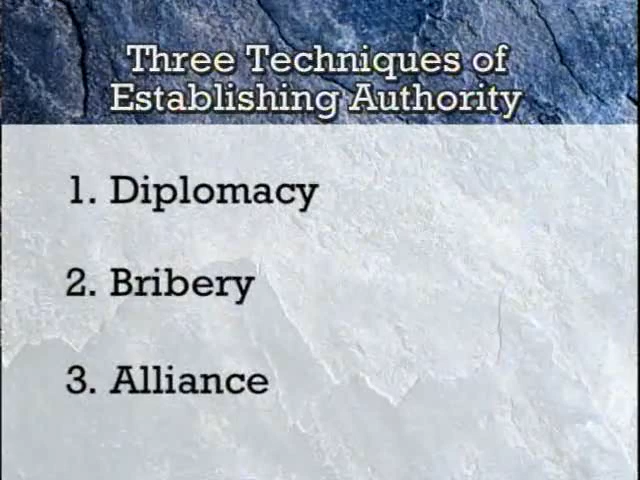 Three Techniques of
Establishing Authority
1. Diplomacy
2. Bribery
3. Alliance